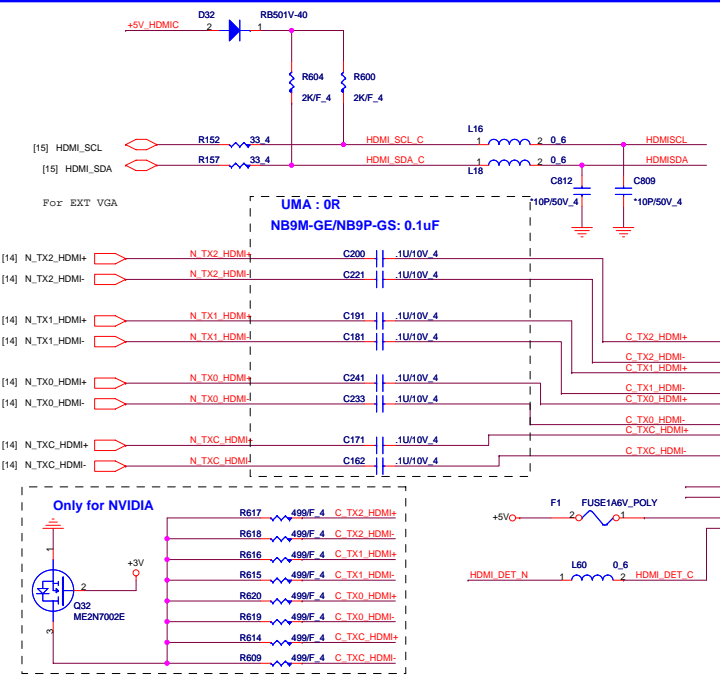 D32 RB501V-40
+5V_HDMIC 2 1
R604 R600
2K/F_4 2K/F_4
L16
[15] HDMI_SCL R152 33_4 HDMI_SCL_C 1 2 0_6 HDMISCL
[15] HDMI_SDA R157 33_4 HDMI_SDA_C 1 2 0_6 HDMISDA
L18
C812 C809
*10P/50V_4 *10P/50V_4
For EXT VGA
UMA : 0R
NB9M-GE/NB9P-GS: 0.1uF
[14] N_TX2_HDMI+ N_TX2_HDMI+ C200 .1U/10V_4
[14] N_TX2_HDMI- N_TX2_HDMI- C221 .1U/10V_4
[14] N_TX1_HDMI+ N_TX1_HDMI+ C191 .1U/10V_4
[14] N_TX1_HDMI- N_TX1_HDMI- C181 .1U/10V_4
C_TX2_HDMI+
C_TX2_HDMI-
C_TX1_HDMI+
[14] N_TX0_HDMI+ N_TX0_HDMI+ C241 .1U/10V_4
C_TX1_HDMI-
C_TX0_HDMI+
[14] N_TX0_HDMI- N_TX0_HDMI- C233 .1U/10V_4
C_TX0_HDMI-
C_TXC_HDMI+
[14] N_TXC_HDMI+ N_TXC_HDMI+ C171 .1U/10V_4
C_TXC_HDMI-
[14] N_TXC_HDMI- N_TXC_HDMI- C162 .1U/10V_4
Only for NVIDIA
R617 499/F_4 C_TX2_HDMI+
R618 499/F_4 C_TX2_HDMI-
R616 499/F_4 C_TX1_HDMI+
R615 499/F_4 C_TX1_HDMI-
R620 499/F_4 C_TX0_HDMI+
R619 499/F_4 C_TX0_HDMI-
R614 499/F_4 C_TXC_HDMI+
R609 499/F_4 C_TXC_HDMI-
1
+3V
2
Q32
ME2N7002E
3
F1 FUSE1A6V_POLY
+5V 2 1
L60 0_6
HDMI_DET_N 1 2 HDMI_DET_C